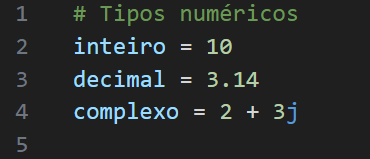 1 # Tipos numéricos
2 inteiro = 10
3 decimal = 3.14
4 complexo = 2 + 3j
5